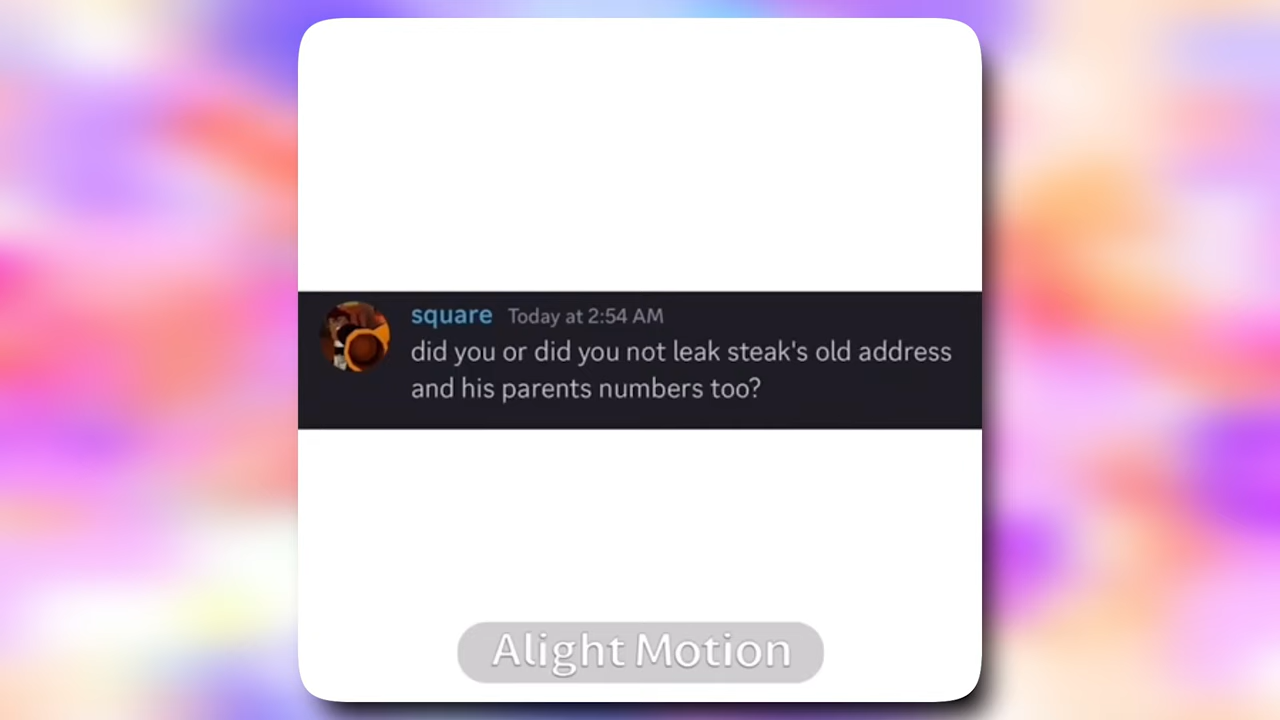 square Today at 2:54 AM
did you or did you not leak steak's old address
and his parents numbers too?
Alight Motion